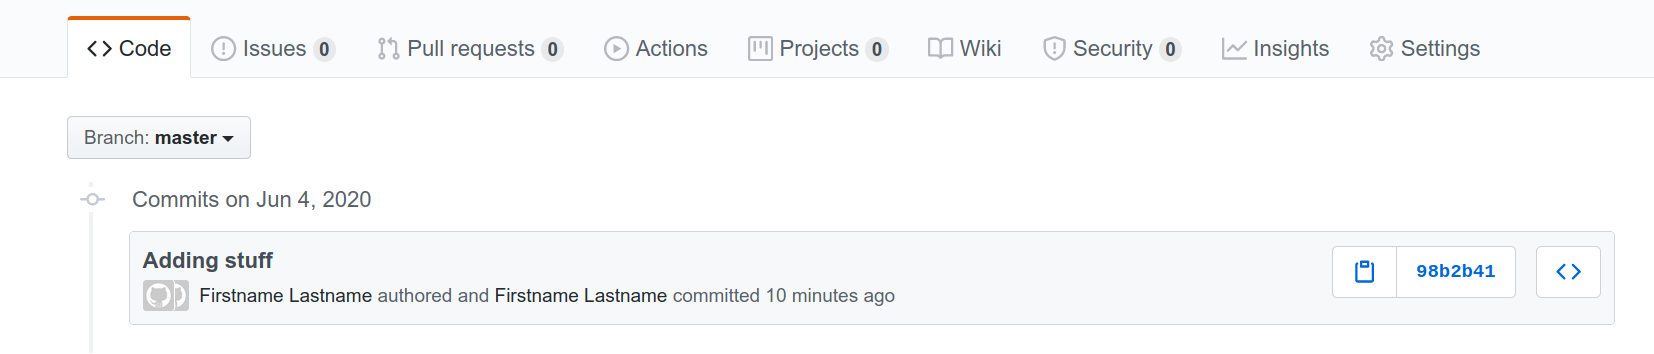 Code Issues 0 Pull requests 0 Actions Projects 0 Wiki Security 0 Insights Settings
Branch: master
Commits on Jun 4, 2020
Adding stuff
98b2b41
Firstname Lastname authored and Firstname Lastname committed 10 minutes ago